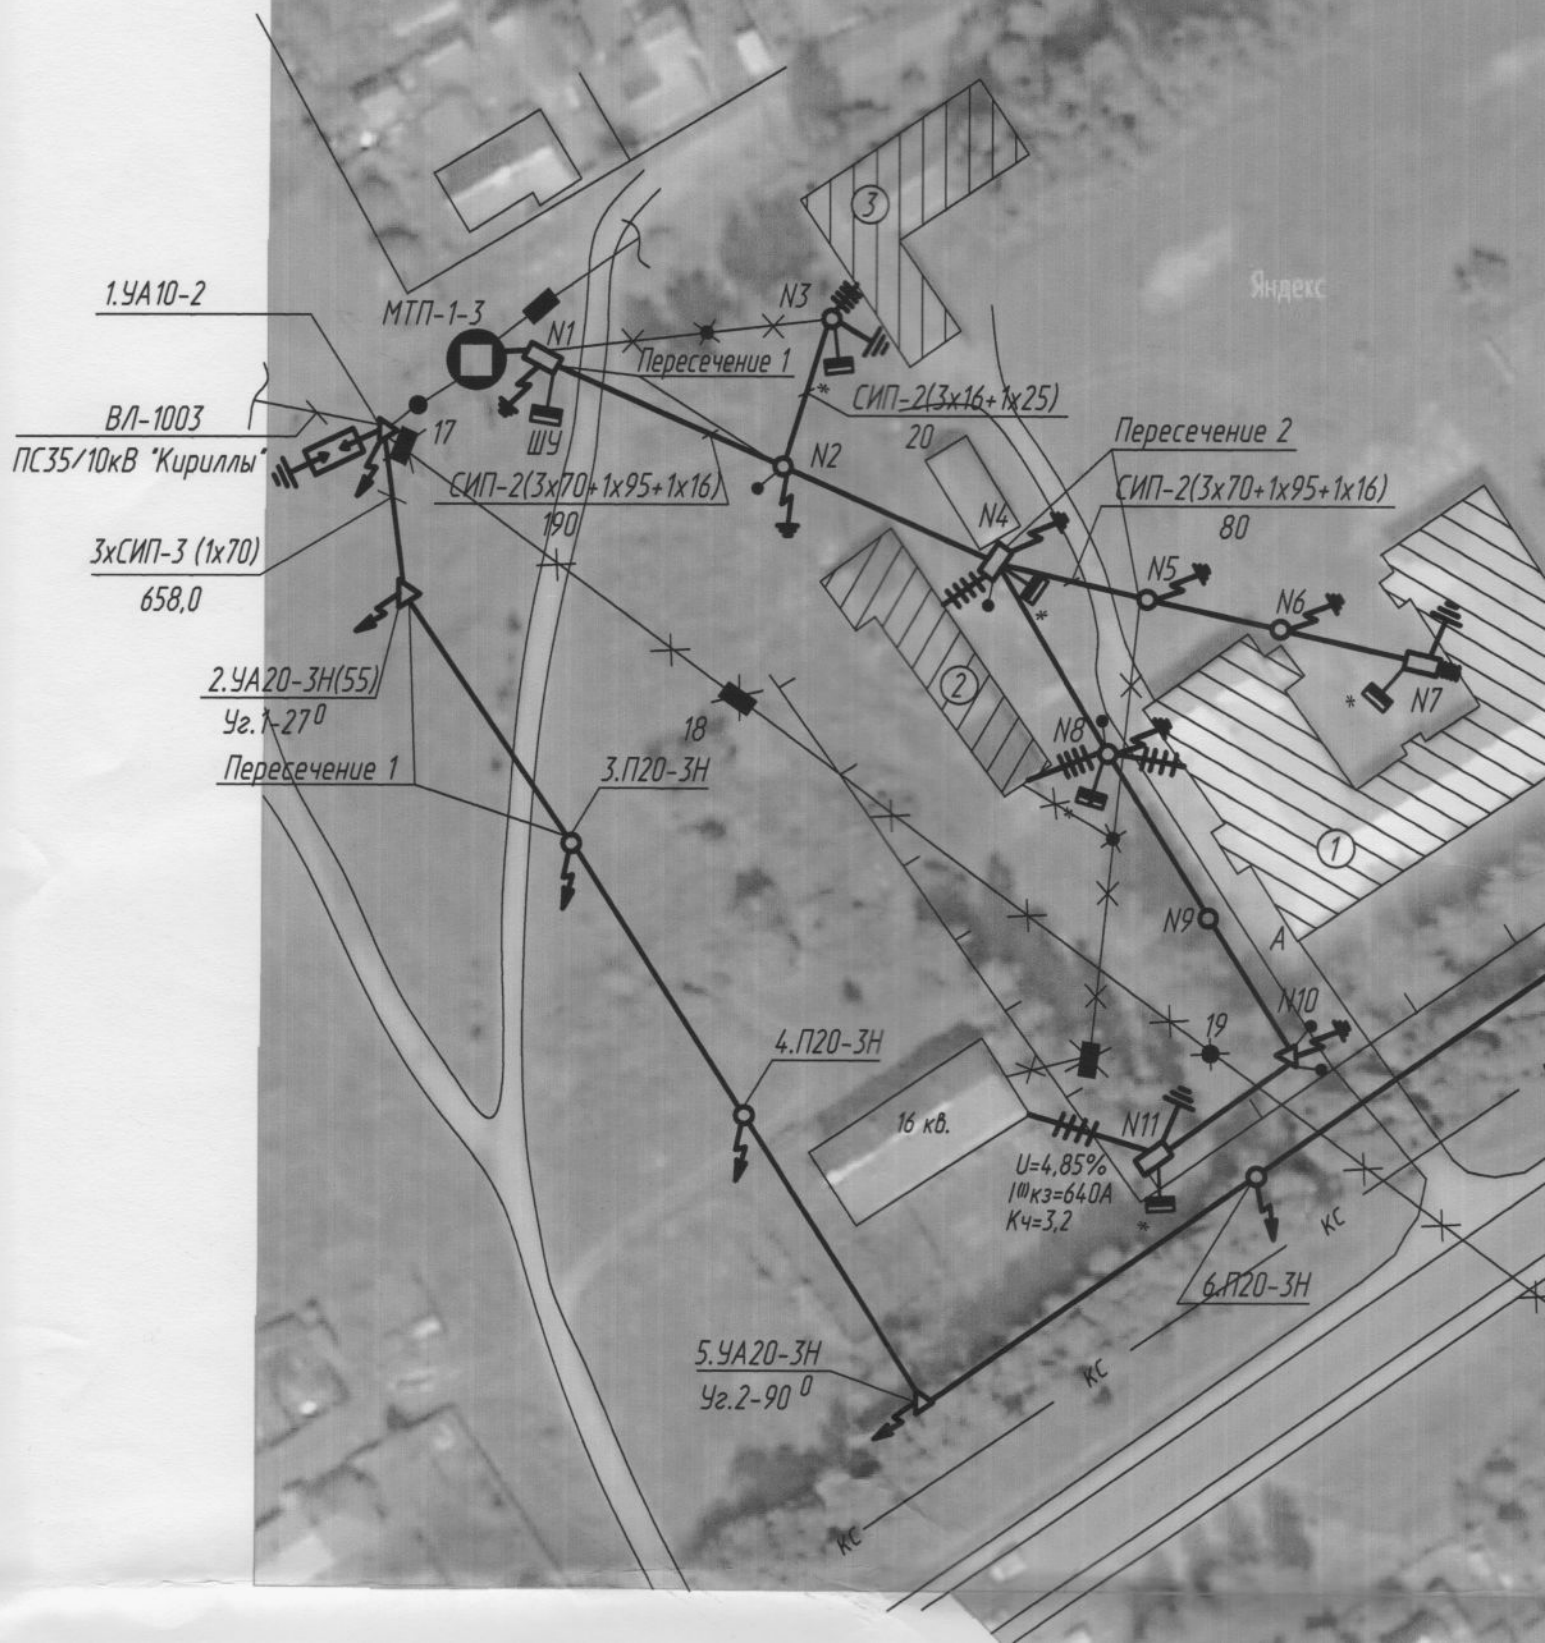 3
1.УА10-2
МТП-1-3
N1
N3
Яндекс
Пересечение 1
СИП-2(3х16+1х25)
20
*
ВЛ-1003
ПС35/10кВ "Кириллы"
17
ШУ
N2
Пересечение 2
СИП-2(3х70+1х95+1х16)
190
СИП-2(3х70+1х95+1х16)
80
N4
3хСИП-3 (1х70)
658,0
N5
N6
*
2.УА20-3Н(55)
Уг.1-27⁰
2
*
N7
18
N8
Пересечение 1
3.П20-3Н
*
1
N9
А
N10
19
4.П20-3Н
16 кв.
N11
U=4,85%
I⁽¹⁾кз=640А
Кч=3,2
*
КС
6.П20-3Н
5.УА20-3Н
Уг.2-90⁰
КС
КС